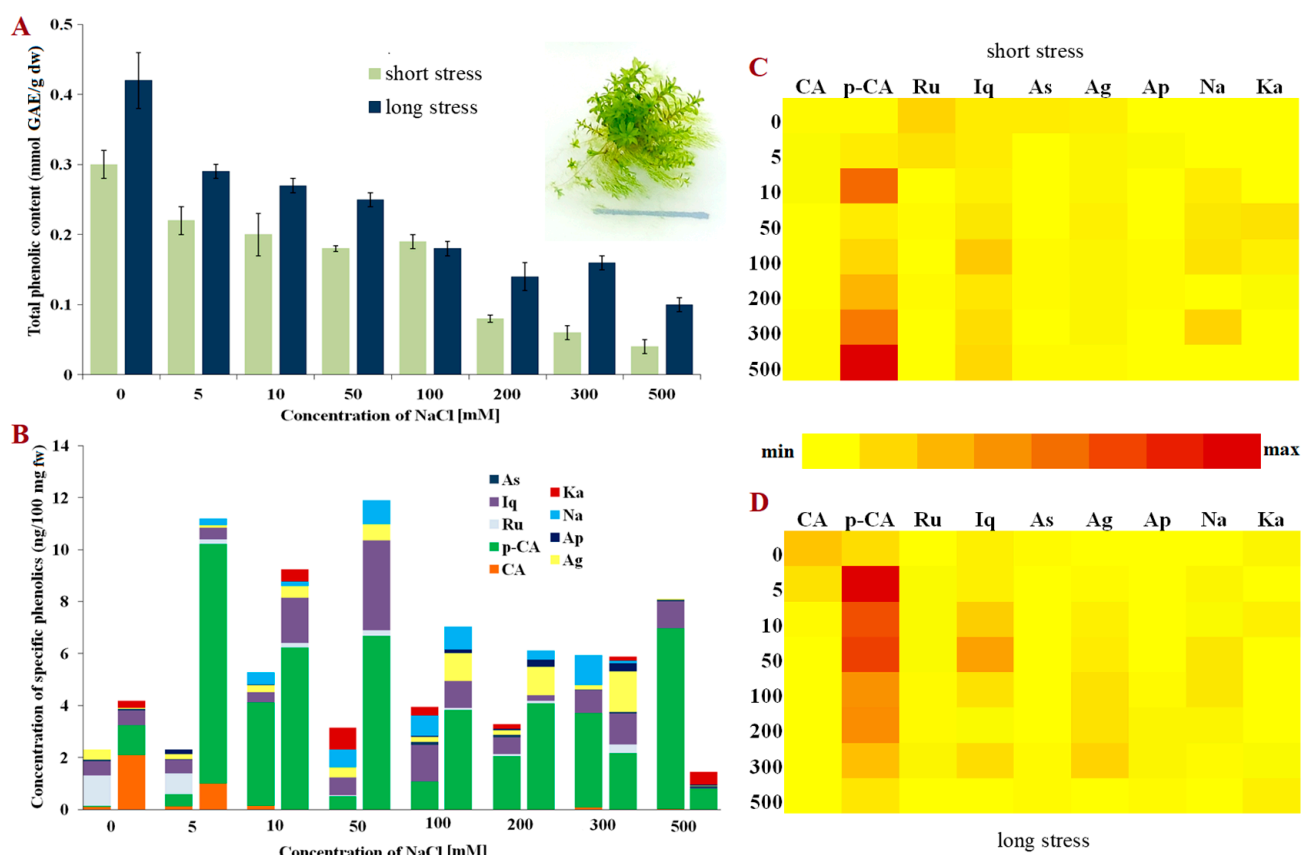 A
Total phenolic content (mmol GAE/g dw)
0.5
0.4
0.3
0.2
0.1
0
short stress
long stress
0 5 10 50 100 200 300 500
Concentration of NaCl [mM]
B
Concentration of specific phenolics (ng/100 mg fw)
14
12
10
8
6
4
2
0
As
Iq
Ru
p-CA
CA
Ka
Na
Ap
Ag
0 5 10 50 100 200 300 500
Concentration of NaCl [mM]
C
short stress
CA p-CA Ru Iq As Ag Ap Na Ka
0
5
10
50
100
200
300
500
min max
D
CA p-CA Ru Iq As Ag Ap Na Ka
0
5
10
50
100
200
300
500
long stress